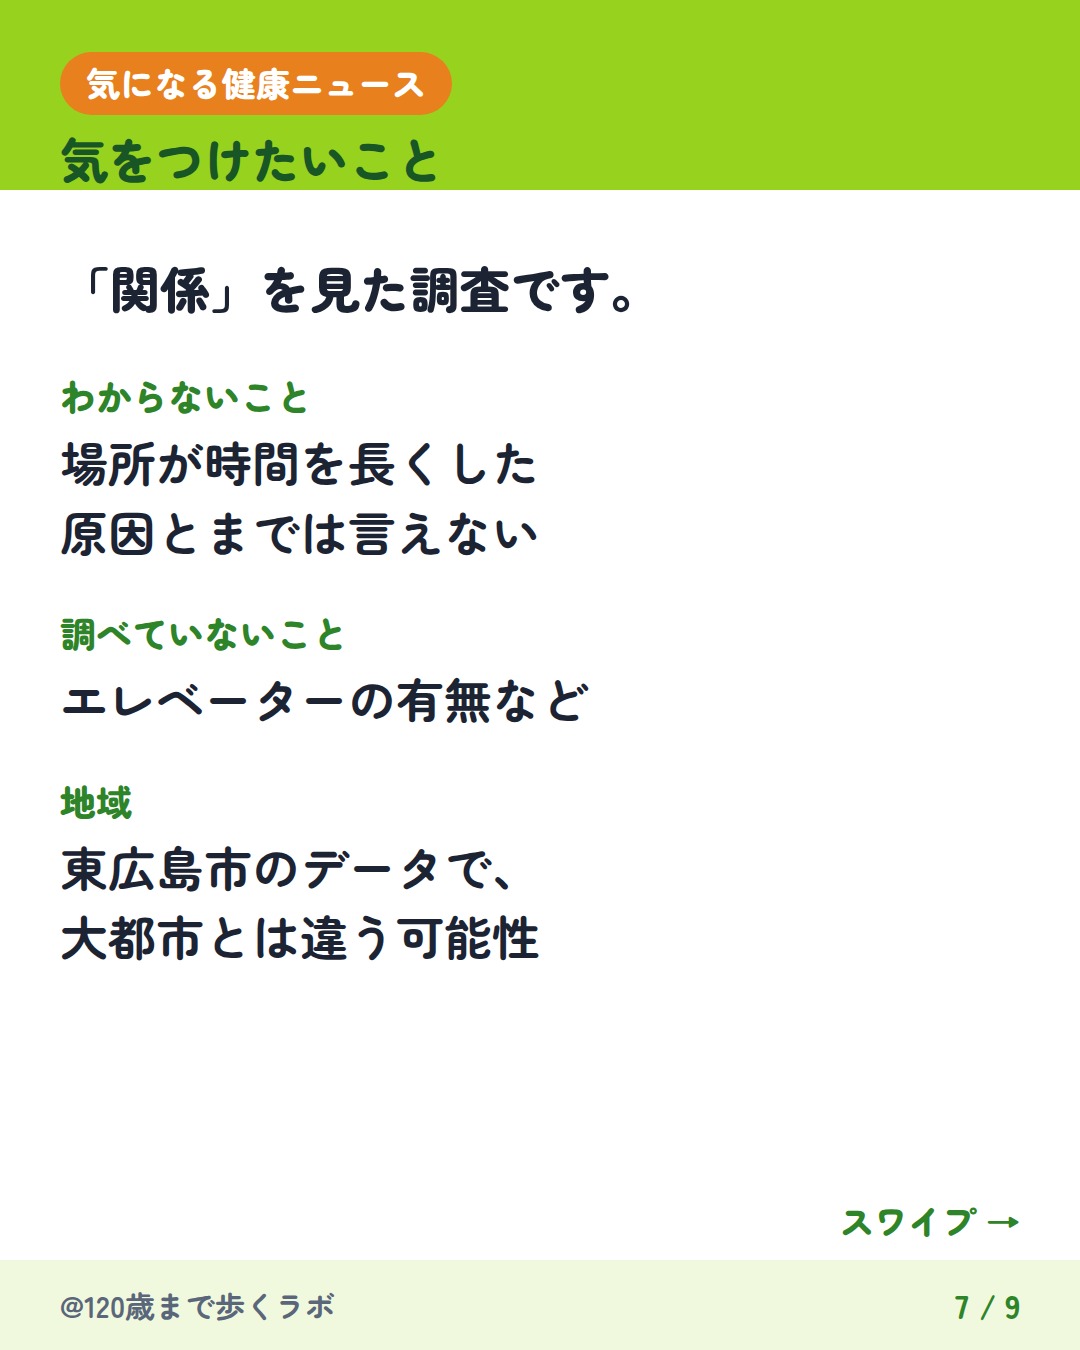 気になる健康ニュース
気をつけたいこと
「関係」を見た調査です。
わからないこと
場所が時間を長くした
原因とまでは言えない
調べていないこと
エレベーターの有無など
地域
東広島市のデータで、
大都市とは違う可能性
スワイプ →
@120歳まで歩くラボ
7 / 9